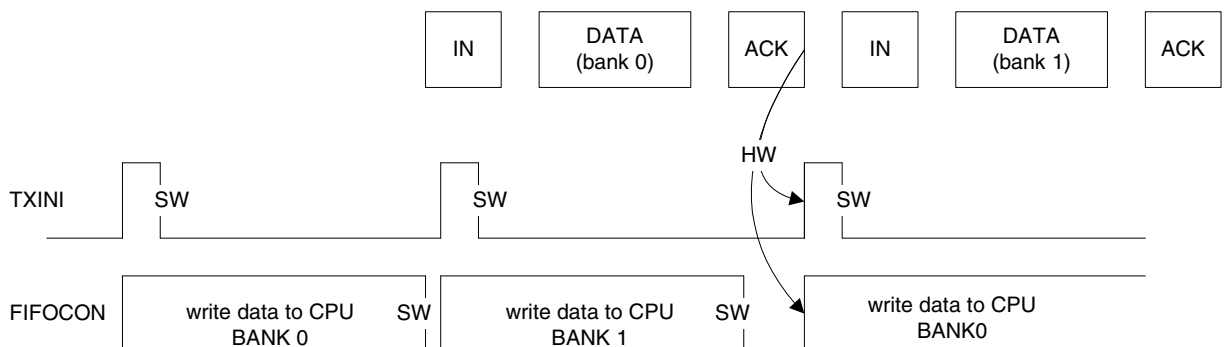 IN
DATA
(bank 0)
ACK
IN
DATA
(bank 1)
ACK
HW
TXINI
SW
SW
SW
FIFOCON
write data to CPU
BANK 0
SW
write data to CPU
BANK 1
SW
write data to CPU
BANK0